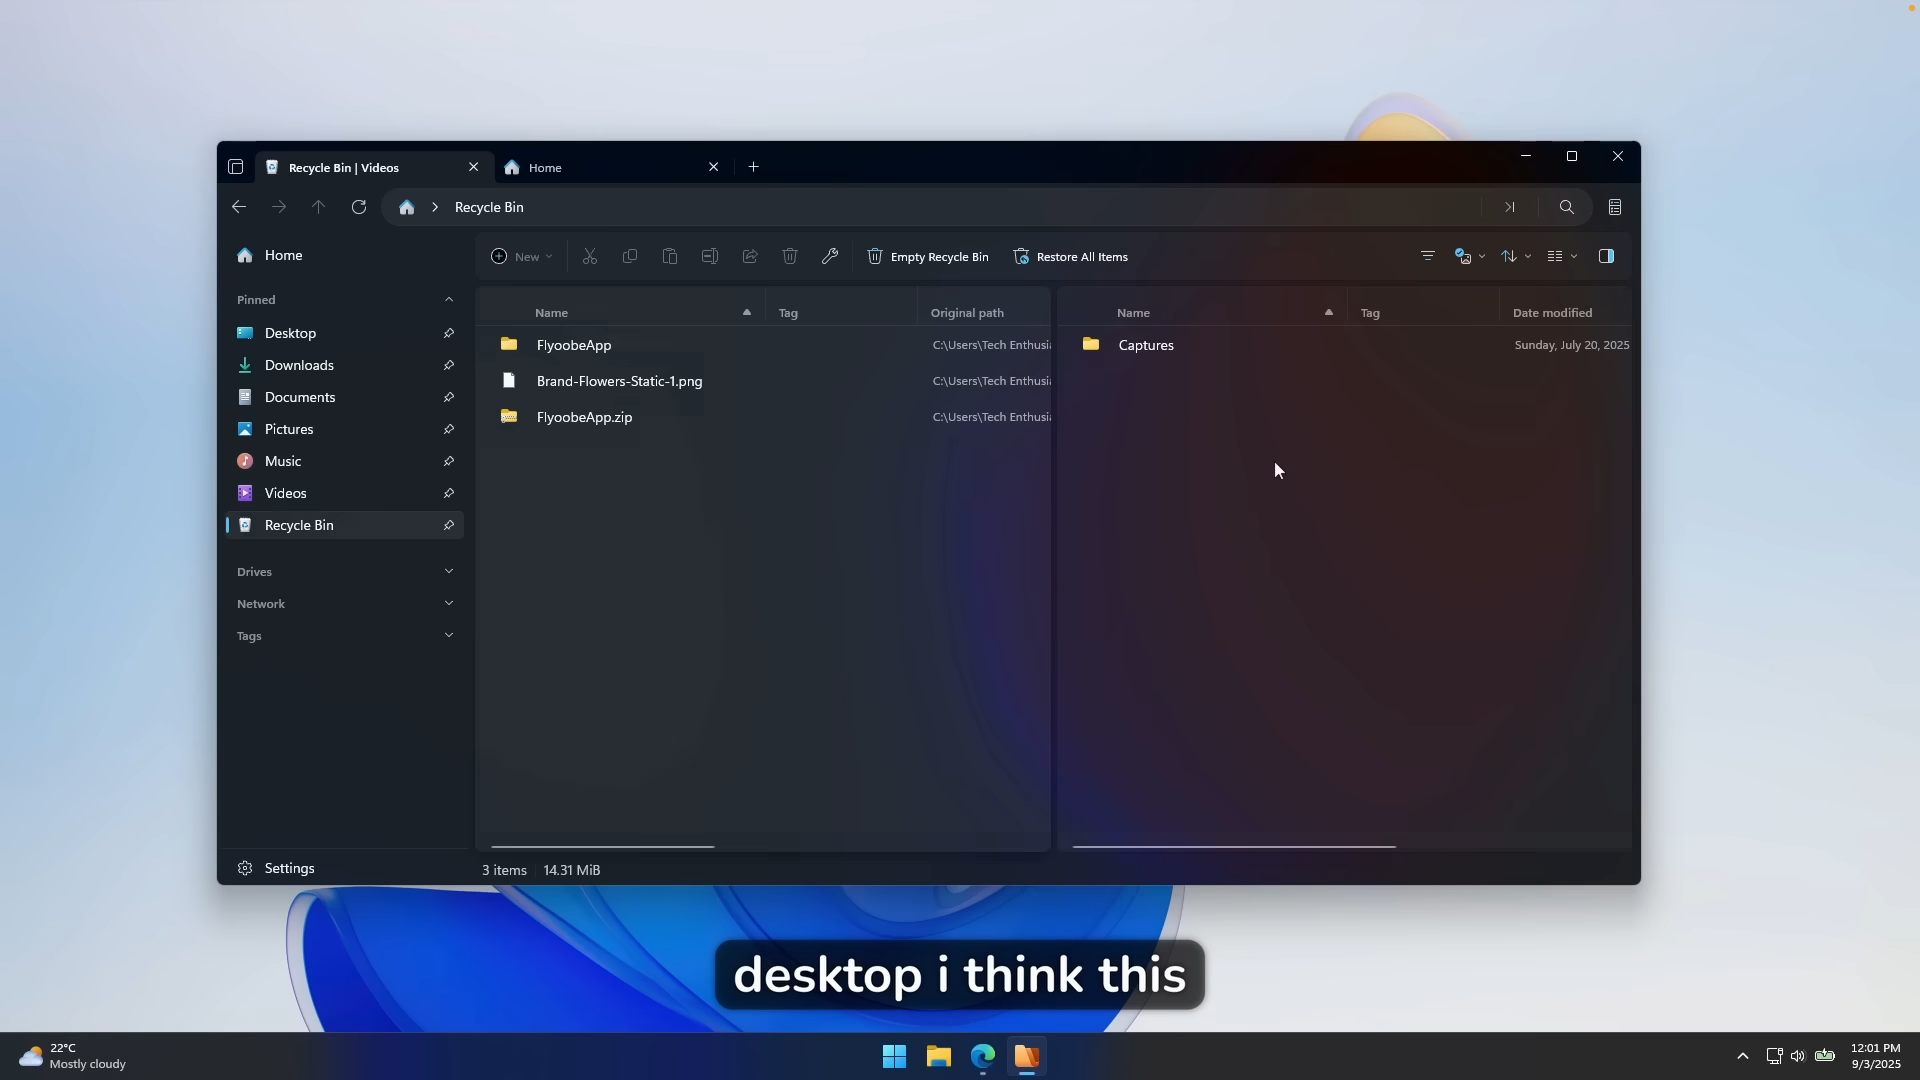 Recycle Bin | Videos
Home
Recycle Bin
Home
New
Empty Recycle Bin
Restore All Items
Pinned
Desktop
Downloads
Documents
Pictures
Music
Videos
Recycle Bin
Drives
Network
Tags
Settings
Name Tag Original path
FlyoobeApp C:\Users\Tech Enthusi
Brand-Flowers-Static-1.png C:\Users\Tech Enthusi
FlyoobeApp.zip C:\Users\Tech Enthusi
Name Tag Date modified
Captures Sunday, July 20, 2025
3 items 14.31 MiB
desktop i think this
22°C
Mostly cloudy
12:01 PM
9/3/2025